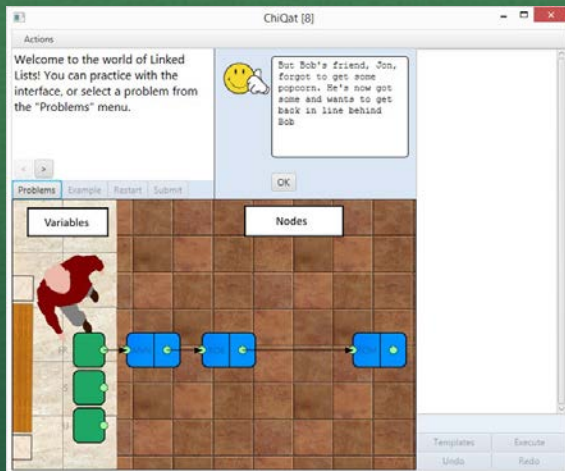 ChiQat [8]
Actions
Welcome to the world of Linked
Lists! You can practice with the
interface, or select a problem from
the "Problems" menu.
But Bob's friend, Jon,
forgot to get some
popoorn. He's now got
some and wants to get
back in line behind
Bob
< >
OK
Problems Example Restart Submit
Variables
Nodes
Templates Execute
Undo Redo